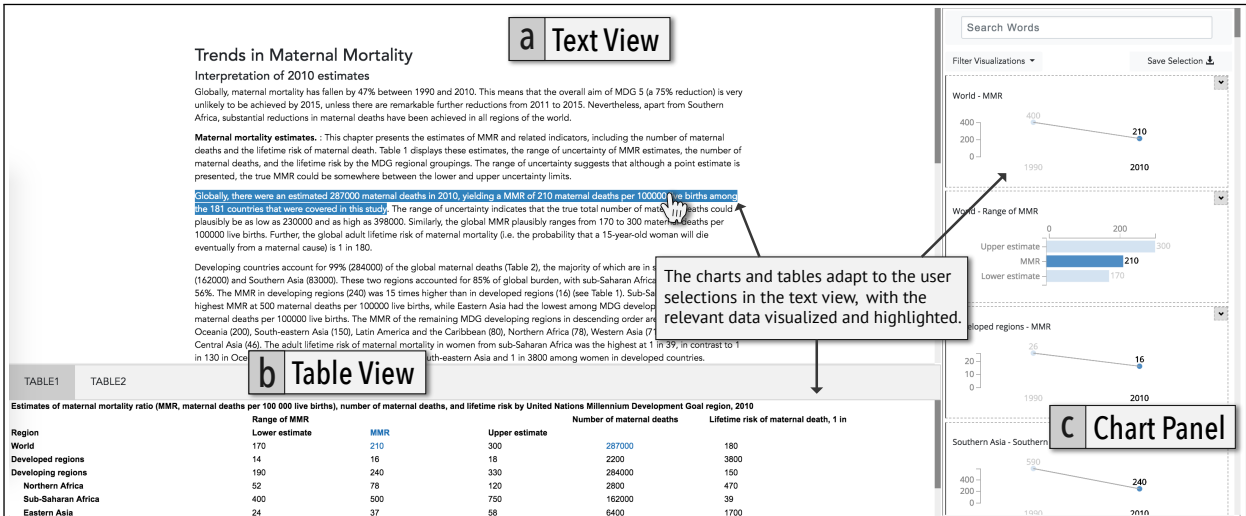 a Text View
Trends in Maternal Mortality
Interpretation of 2010 estimates
Globally, maternal mortality has fallen by 47% between 1990 and 2010. This means that the overall aim of MDG 5 (a 75% reduction) is very
unlikely to be achieved by 2015, unless there are remarkable further reductions from 2011 to 2015. Nevertheless, apart from Southern
Africa, substantial reductions in maternal deaths have been achieved in all regions of the world.
Maternal mortality estimates. : This chapter presents the estimates of MMR and related indicators, including the number of maternal
deaths and the lifetime risk of maternal death. Table 1 displays these estimates, the range of uncertainty of MMR estimates, the number of
maternal deaths, and the lifetime risk by the MDG regional groupings. The range of uncertainty suggests that although a point estimate is
presented, the true MMR could be somewhere between the lower and upper uncertainty limits.
Globally, there were an estimated 287000 maternal deaths in 2010, yielding a MMR of 210 maternal deaths per 100000 live births among
the 181 countries that were covered in this study. The range of uncertainty indicates that the true total number of maternal deaths could
plausibly be as low as 230000 and as high as 398000. Similarly, the global MMR plausibly ranges from 170 to 300 maternal deaths per
100000 live births. Further, the global adult lifetime risk of maternal mortality (i.e. the probability that a 15-year-old woman will die
eventually from a maternal cause) is 1 in 180.
Developing countries account for 99% (284000) of the global maternal deaths (Table 2), the majority of which are in
(162000) and Southern Asia (83000). These two regions accounted for 85% of global burden, with sub-Saharan Africa
56%. The MMR in developing regions (240) was 15 times higher than in developed regions (16) (see Table 1).
highest MMR at 500 maternal deaths per 100000 live births, while Eastern Asia had the lowest among MDG
maternal deaths per 100000 live births. The MMR of the remaining MDG developing regions in descending order are
Oceania (200), South-eastern Asia (150), Latin America and the Caribbean (80), Northern Africa (78), Western Asia
Central Asia (46). The adult lifetime risk of maternal mortality in women from sub-Saharan Africa was the highest at 1 in 39, in contrast to 1
in 130 in uth-eastern Asia and 1 in 3800 among women in developed countries.
The charts and tables adapt to the user
selections in the text view, with the
relevant data visualized and highlighted.
b Table View
TABLE1 TABLE2
Estimates of maternal mortality ratio (MMR, maternal deaths per 100 000 live births), number of maternal deaths, and lifetime risk by United Nations Millennium Development Goal region, 2010
Range of MMR Number of maternal deaths Lifetime risk of maternal death, 1 in
Region Lower estimate MMR Upper estimate
World 170 210 300 287000 180
Developed regions 14 16 18 2200 3800
Developing regions 190 240 330 284000 150
Northern Africa 52 78 120 2800 470
Sub-Saharan Africa 400 500 750 162000 39
Eastern Asia 24 37 58 6400 1700
Search Words
Filter Visualizations Save Selection
World - MMR
400
400
200
0
210
1990 2010
World - Range of MMR
0 200
Upper estimate 300
MMR 210
Lower estimate 170
eloped regions - MMR
26
20
10
0
16
1990 2010
c Chart Panel
Southern Asia - Southern
590
400
200
0
240
1990 2010